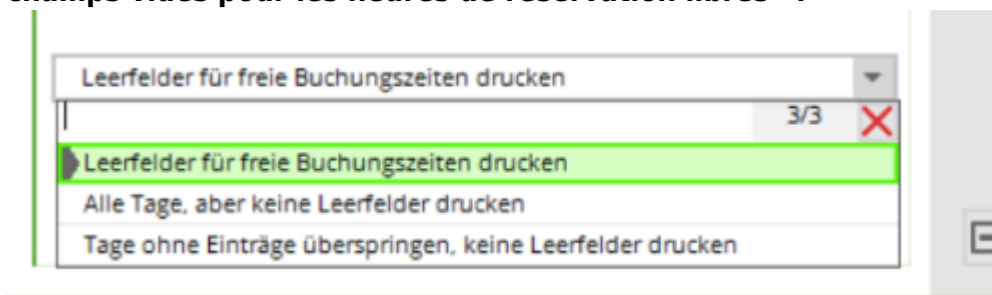 champs vides pour les heures de réservation libres
Leerfelder für freie Buchungszeiten drucken
3/3
Leerfelder für freie Buchungszeiten drucken
Alle Tage, aber keine Leerfelder drucken
Tage ohne Einträge überspringen, keine Leerfelder drucken